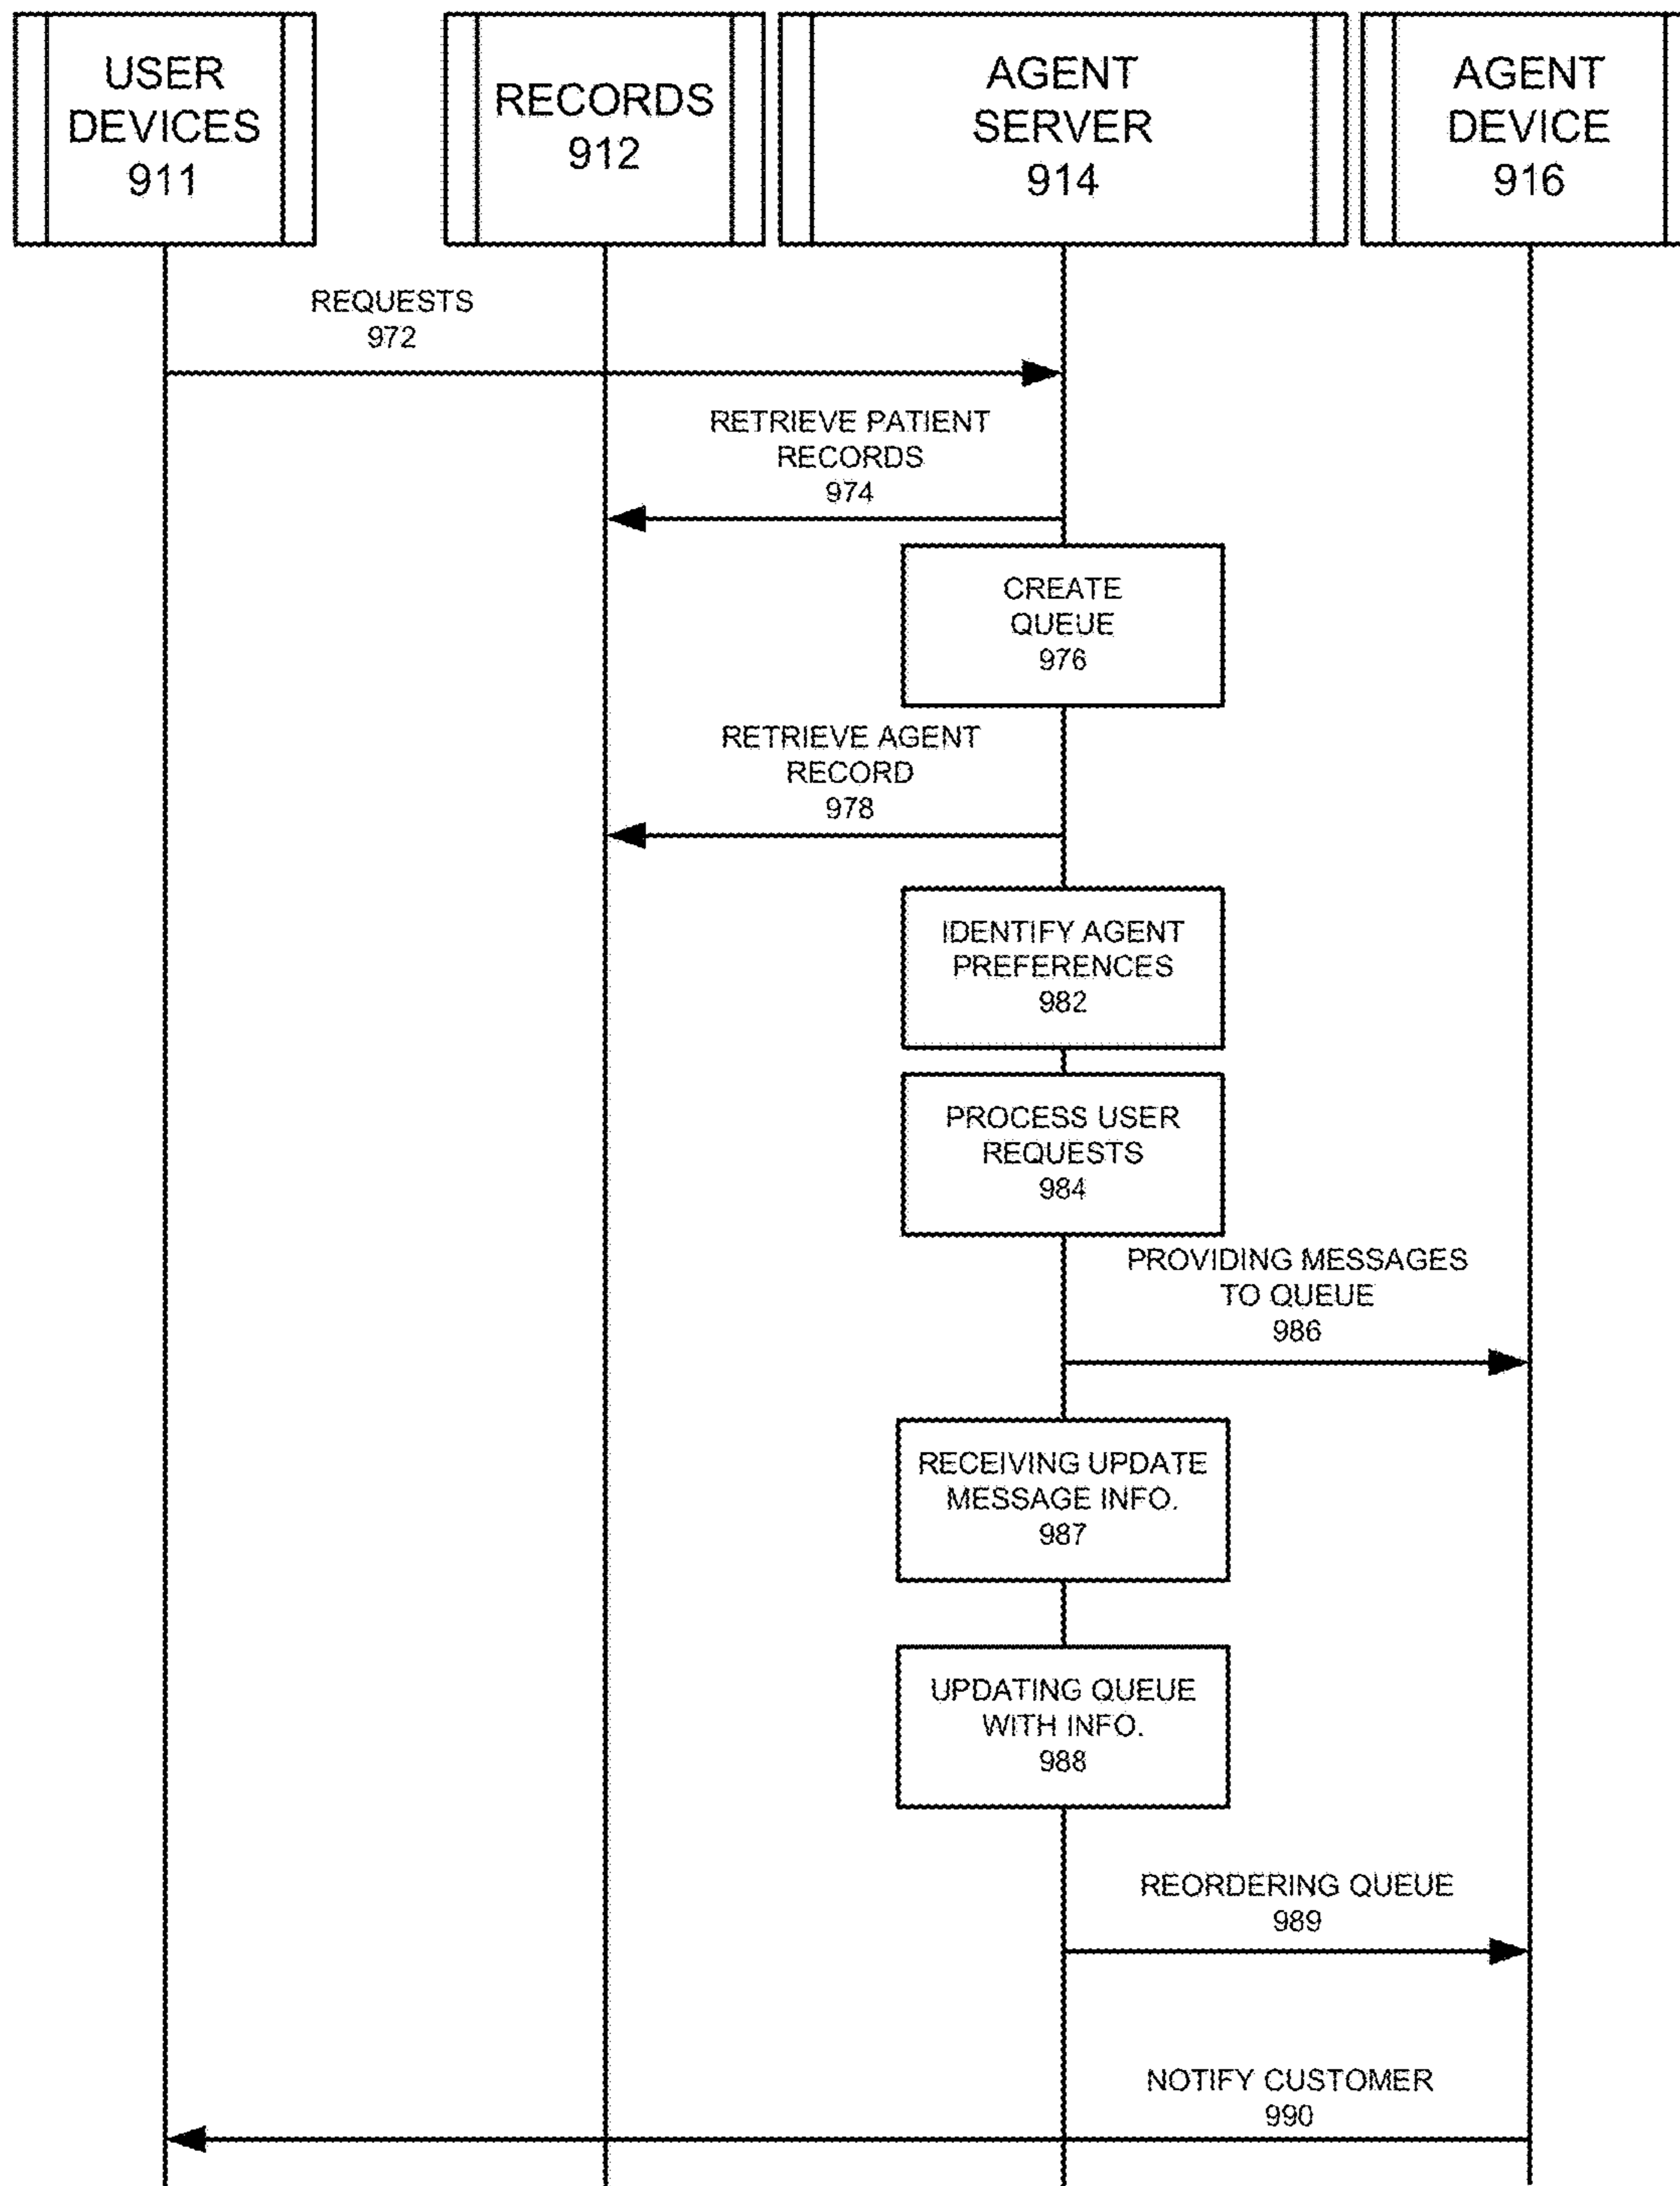 USER
DEVICES
911
RECORDS
912
AGENT
SERVER
914
AGENT
DEVICE
916
REQUESTS
972
RETRIEVE PATIENT
RECORDS
974
CREATE
QUEUE
976
RETRIEVE AGENT
RECORD
978
IDENTIFY AGENT
PREFERENCES
982
PROCESS USER
REQUESTS
984
PROVIDING MESSAGES
TO QUEUE
986
RECEIVING UPDATE
MESSAGE INFO.
987
UPDATING QUEUE
WITH INFO.
988
REORDERING QUEUE
989
NOTIFY CUSTOMER
990